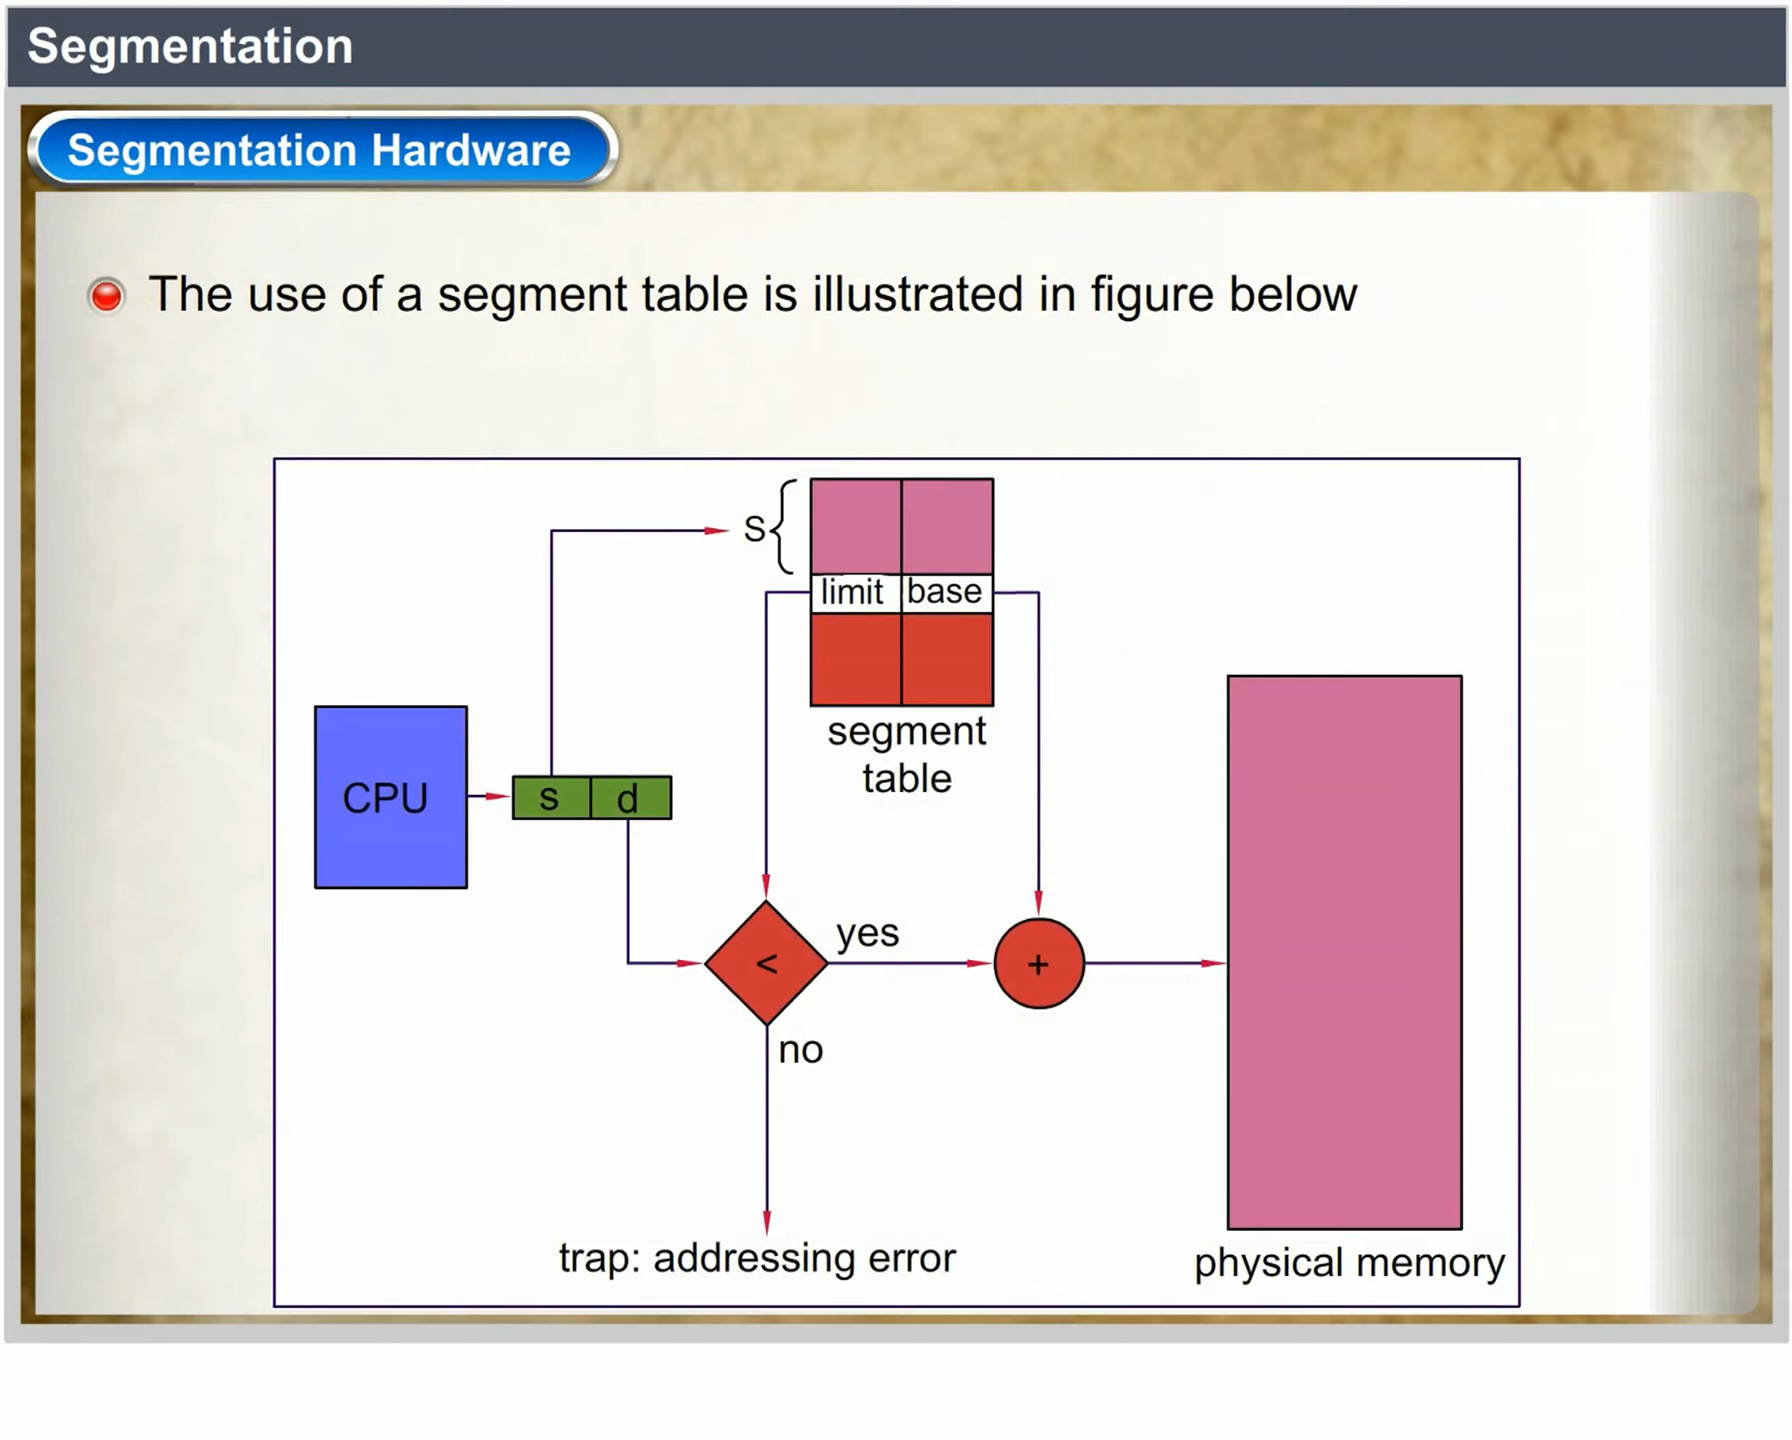 Segmentation
Segmentation Hardware
The use of a segment table is illustrated in figure below
S
limit base
segment
table
CPU
s d
< yes +
no
trap: addressing error
physical memory